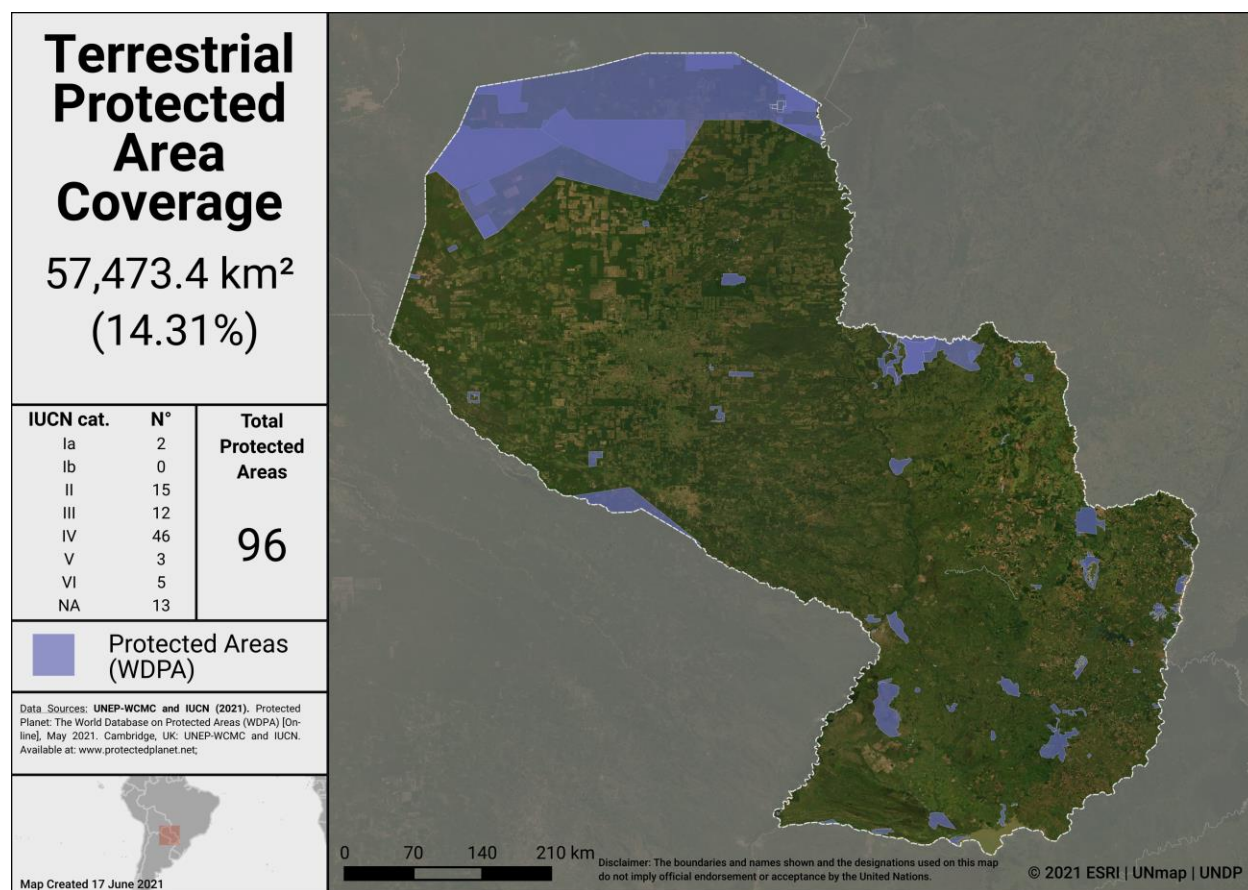 Terrestrial
Protected
Area
Coverage
57,473.4 km²
(14.31%)
IUCN cat. N°
Ia 2
Ib 0
II 15
III 12
IV 46
V 3
VI 5
NA 13
Total
Protected
Areas
96
Protected Areas
(WDPA)
Data Sources: UNEP-WCMC and IUCN (2021). Protected
Planet: The World Database on Protected Areas (WDPA) [On-
line], May 2021. Cambridge, UK: UNEP-WCMC and IUCN.
Available at: www.protectedplanet.net;
Map Created 17 June 2021
0 70 140 210 km
Disclaimer: The boundaries and names shown and the designations used on this map
do not imply official endorsement or acceptance by the United Nations.
© 2021 ESRI | UNmap | UNDP